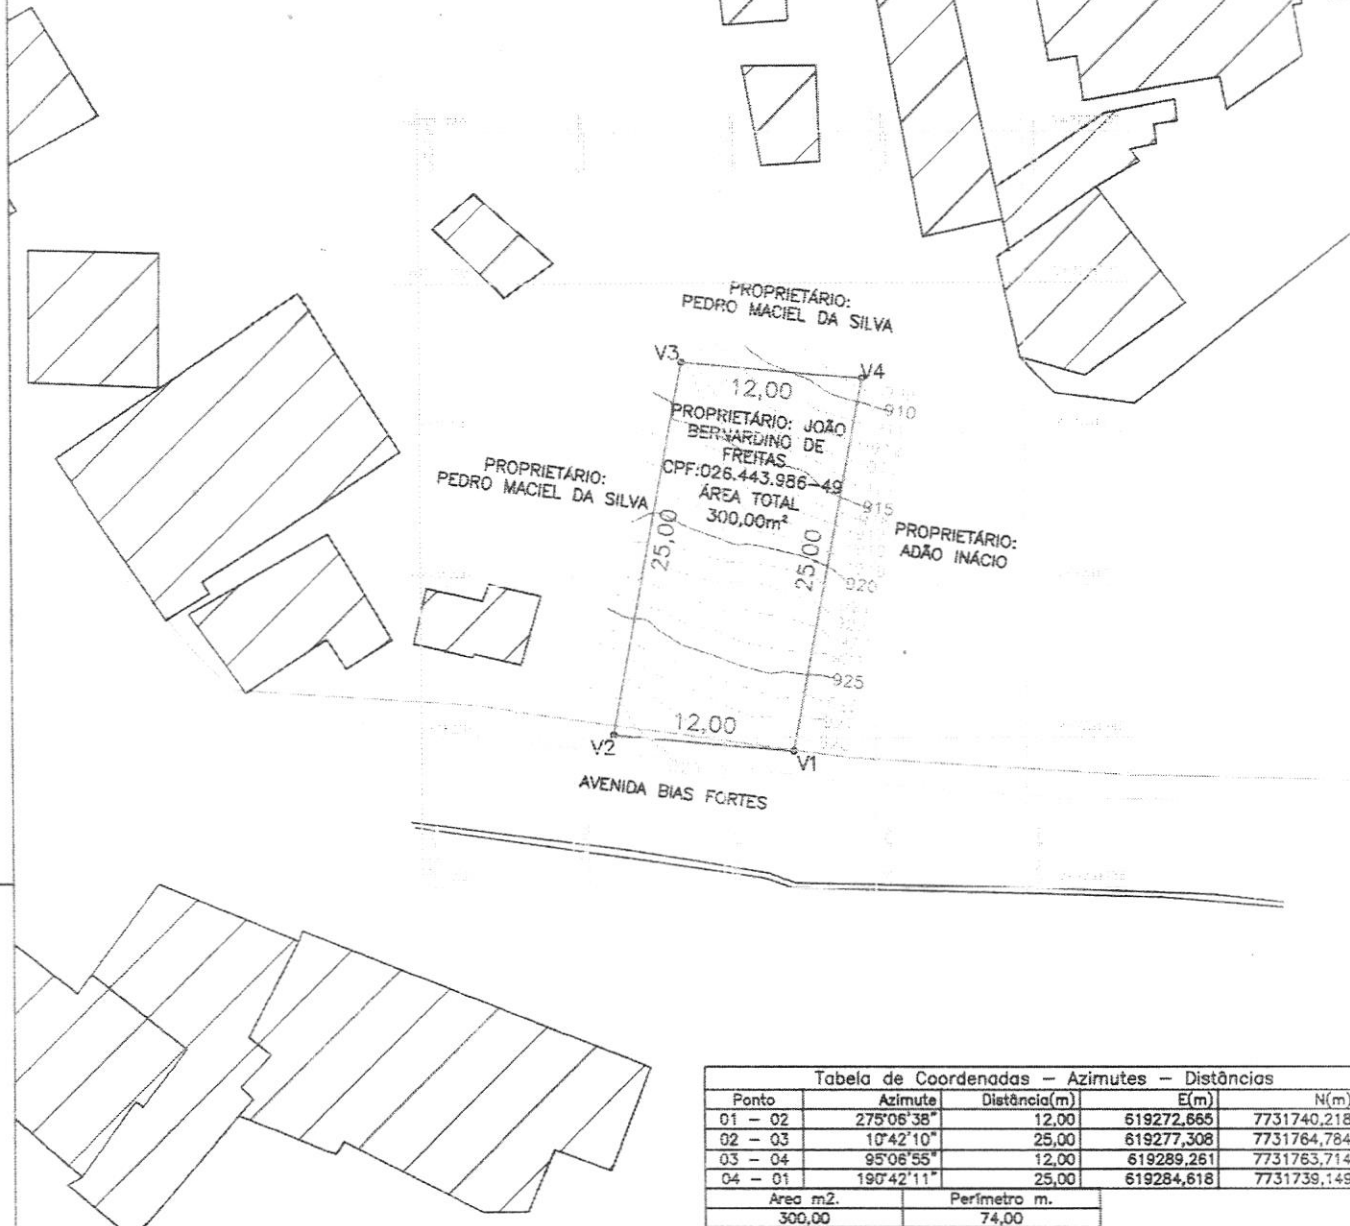 PROPRIETÁRIO:
PEDRO MACIEL DA SILVA
V3
V4
12,00
910
PROPRIETÁRIO: JOÃO
BERNARDINO DE
FREITAS
CPF:026.443.986-49
ÁREA TOTAL
300,00m²
PROPRIETÁRIO:
PEDRO MACIEL DA SILVA
915
PROPRIETÁRIO:
ADÃO INÁCIO
25,00
25,00
920
925
12,00
V2
V1
AVENIDA BIAS FORTES
Tabela de Coordenadas — Azimutes — Distâncias
Ponto Azimute Distância(m) E(m) N(m)
01 — 02 275°06'38" 12,00 619272,665 7731740,218
02 — 03 10°42'10" 25,00 619277,308 7731764,784
03 — 04 95°06'55" 12,00 619289,261 7731763,714
04 — 01 190°42'11" 25,00 619284,618 7731739,149
Area m2. Perímetro m.
300,00 74,00